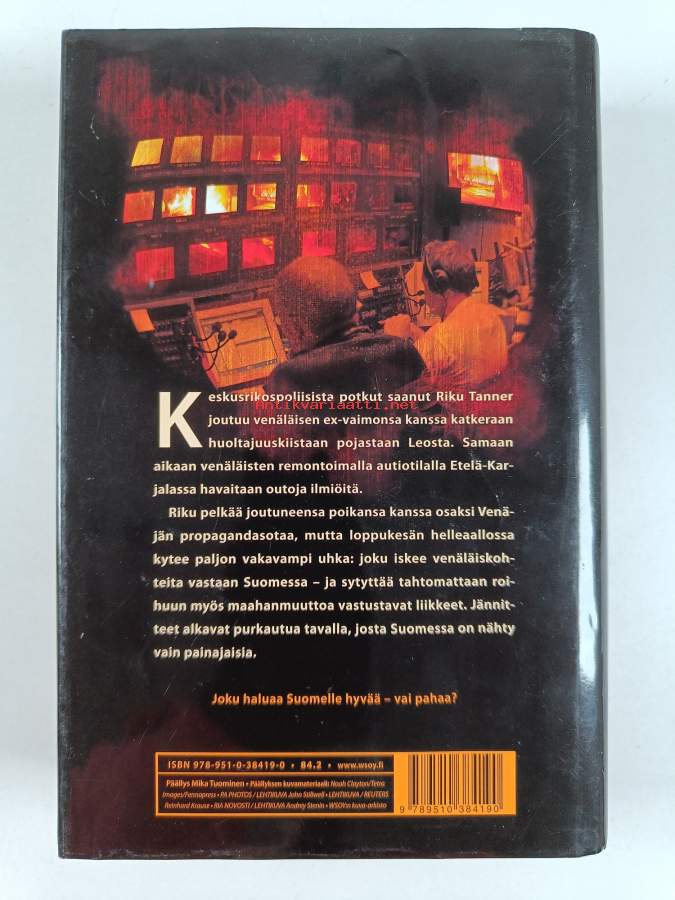 Keskusrikospoliisista potkut saanut Riku Tanner
Antikvariaatti.net
joutuu venäläisen ex-vaimonsa kanssa katkeraan
huoltajuuskiistaan pojastaan Leosta. Samaan
aikaan venäläisten remontoimalla autiotilalla Etelä-Kar-
jalassa havaitaan outoja ilmiöitä.
Riku pelkää joutuneensa poikansa kanssa osaksi Venä-
jän propagandasotaa, mutta loppukesän helleaallossa
kytee paljon vakavampi uhka: joku iskee venäläiskoh-
teita vastaan Suomessa – ja sytyttää tahtomattaan roi-
huun myös maahanmuuttoa vastustavat liikkeet. Jännit-
teet alkavat purkautua tavalla, josta Suomessa on nähty
vain painajaisia.
Joku haluaa Suomelle hyvää – vai pahaa?
ISBN 978-951-0-38419-0 • 84.2 • www.wsoy.fi
Päällys Mika Tuominen • Päällyksen kuvamateriaalit: Noah Clayton/Tetra
Images/Fennopress • PA PHOTOS / LEHTIKUVA John Stillwell • LEHTIKUVA / REUTERS
Reinhard Krause • RIA NOVOSTI / LEHTIKUVA Andrey Stenin • WSOYn kuva-arkisto
9 789510 384190